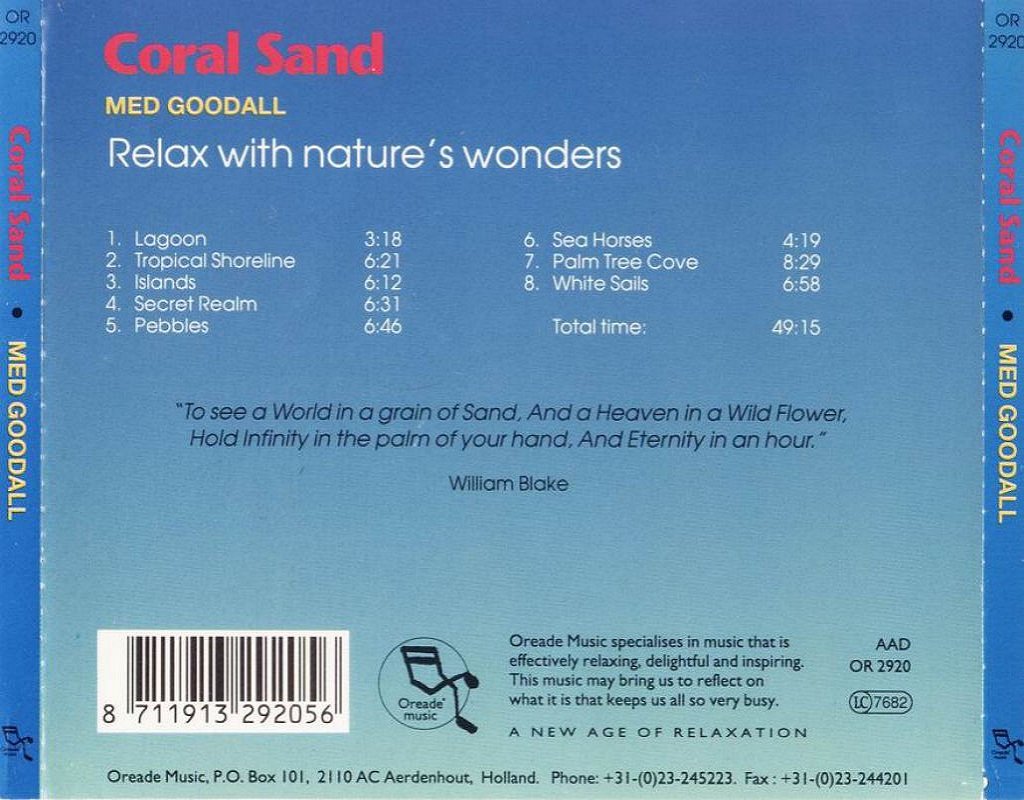 OR
2920
Coral Sand • MED GOODALL
Coral Sand
MED GOODALL
Relax with nature's wonders
1. Lagoon 3:18
2. Tropical Shoreline 6:21
3. Islands 6:12
4. Secret Realm 6:31
5. Pebbles 6:46
6. Sea Horses 4:19
7. Palm Tree Cove 8:29
8. White Sails 6:58
Total time: 49:15
"To see a World in a grain of Sand, And a Heaven in a Wild Flower,
Hold Infinity in the palm of your hand, And Eternity in an hour."
William Blake
8 711913 292056
Oreade
music
Oreade Music specialises in music that is
effectively relaxing, delightful and inspiring.
This music may bring us to reflect on
what it is that keeps us all so very busy.
A NEW AGE OF RELAXATION
AAD
OR 2920
LC 7682
Oreade Music, P.O. Box 101, 2110 AC Aerdenhout, Holland. Phone: +31-(0)23-245223. Fax : +31-(0)23-244201
OR
2920
Coral Sand • MED GOODALL